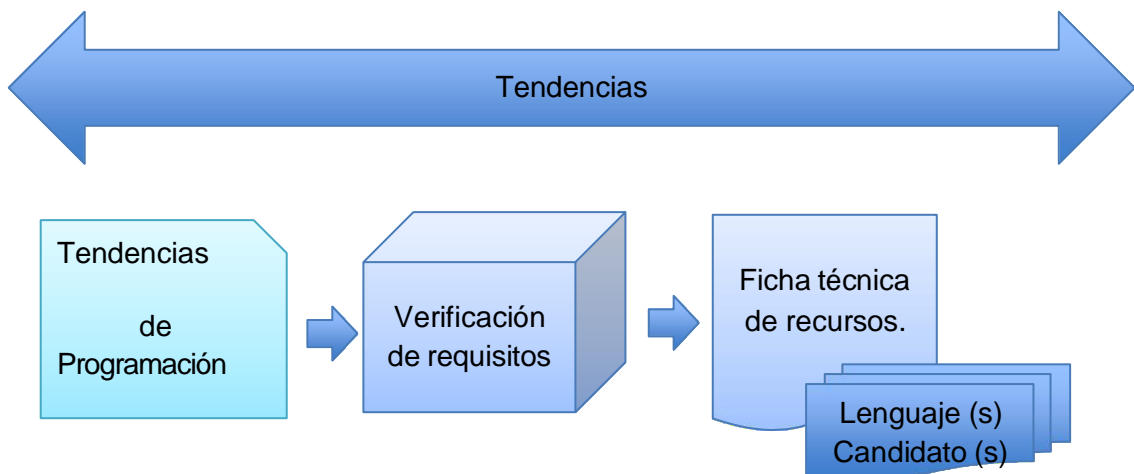 Tendencias
Tendencias
de
Programación
Verificación
de requisitos
Ficha técnica
de recursos.
Lenguaje (s)
Candidato (s)